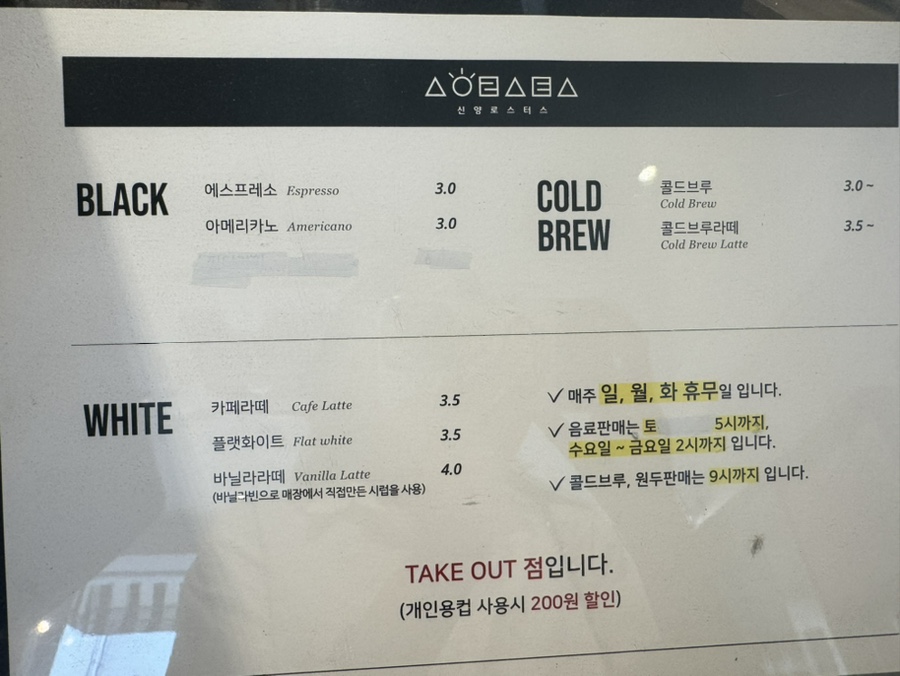 신양로스터스
BLACK
에스프레소 Espresso 3.0
아메리카노 Americano 3.0
COLD
BREW
콜드브루 3.0 ~
Cold Brew
콜드브루라떼 3.5 ~
Cold Brew Latte
WHITE
카페라떼 Cafe Latte 3.5
플랫화이트 Flat white 3.5
바닐라라떼 Vanilla Latte 4.0
(바닐라빈으로 매장에서 직접만든 시럽을 사용)
✓ 매주 일, 월, 화 휴무일 입니다.
✓ 음료판매는 토 5시까지,
수요일 ~ 금요일 2시까지 입니다.
✓ 콜드브루, 원두판매는 9시까지 입니다.
TAKE OUT 점입니다.
(개인용컵 사용시 200원 할인)